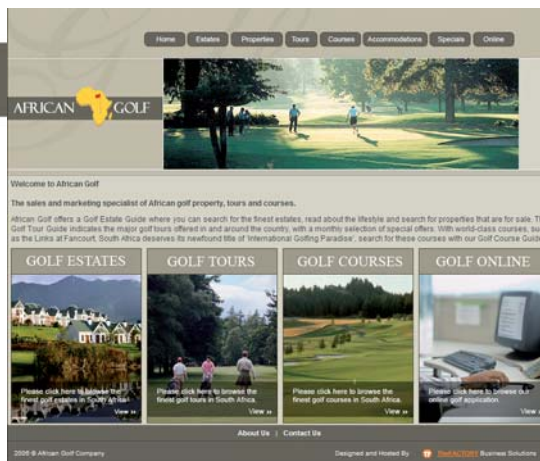 Home Estates Properties Tours Courses Accommodations Specials Online
AFRICAN GOLF
Welcome to African Golf
The sales and marketing specialist of African golf property, tours and courses.
African Golf offers a Golf Estate Guide where you can search for the finest estates, read about the lifestyle and search for properties that are for sale.
Golf Tour Guide indicates the major golf tours offered in and around the country, with a monthly selection of special offers. With world-class courses,
as the Links at Fancourt, South Africa deserves its newfound title of 'International Golfing Paradise', search for these courses with our Golf Course
GOLF ESTATES GOLF TOURS GOLF COURSES GOLF ONLINE
Please click here to browse the
finest golf estates in South Africa.
View »
Please click here to browse the
finest golf tours in South Africa.
View »
Please click here to browse the
finest golf courses in South Africa.
View »
Please click here to browse our
online golf application.
View »
About Us | Contact Us
© African Golf Company
Designed and Hosted By TheFACTORY Business Solutions